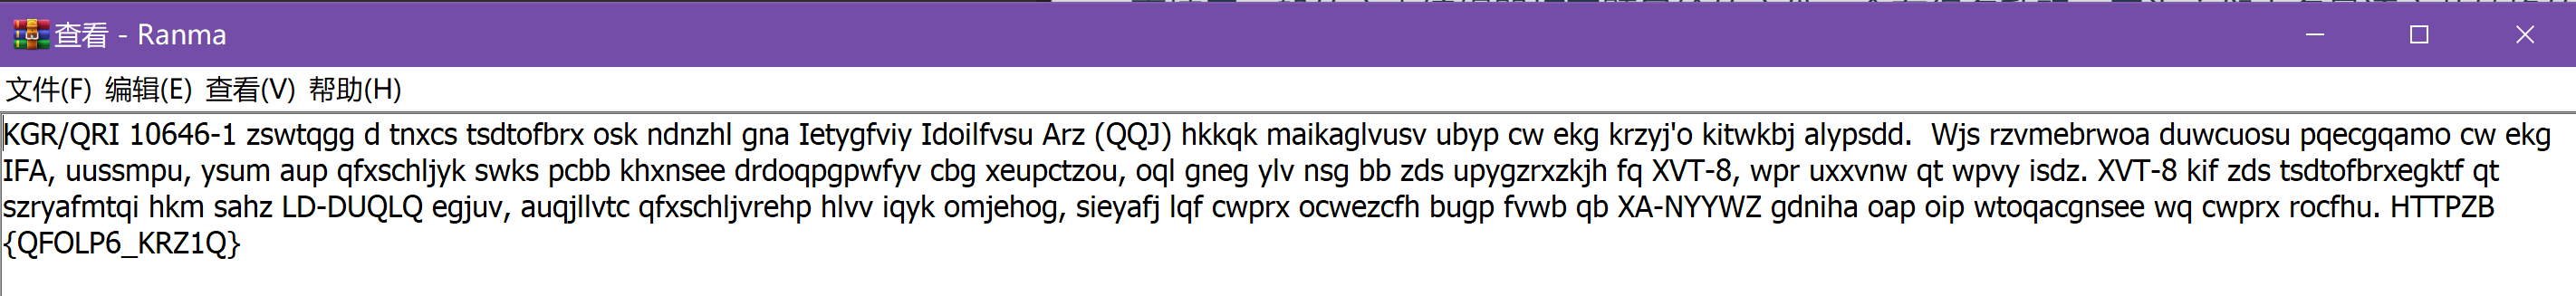 查看 - Ranma
文件(F) 编辑(E) 查看(V) 帮助(H)
KGR/QRI 10646-1 zswtqgg d tnxcs tsdtofbrx osk ndnzhl gna Ietygfviy Idoilfvsu Arz (QQJ) hkkqk maikaglvusv ubyp cw ekg krzyj'o kitwkbj alypsdd.  Wjs rzvmebrwoa duwcuosu pqecgqamo cw ekg
IFA, uussmpu, ysum aup qfxschljyk swks pcbb khxnsee drdoqpgpwfyv cbg xeupctzou, oql gneg ylv nsg bb zds upygzrxzkjh fq XVT-8, wpr uxxvnw qt wpvy isdz. XVT-8 kif zds tsdtofbrxegktf qt
szryafmtqi hkm sahz LD-DUQLQ egjuv, auqjllvtc qfxschljvrehp hlvv iqyk omjehog, sieyafj lqf cwprx ocwezcfh bugp fvwb qb XA-NYYWZ gdniha oap oip wtoqacgnsee wq cwprx rocfhu. HTTPZB
{QFOLP6_KRZ1Q}